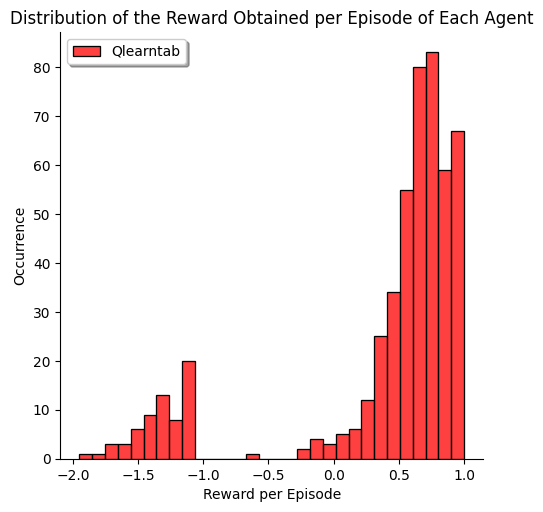 Distribution of the Reward Obtained per Episode of Each Agent
Qlearntab
80
70
60
50
40
30
20
10
0
Occurrence
−2.0 −1.5 −1.0 −0.5 0.0 0.5 1.0
Reward per Episode